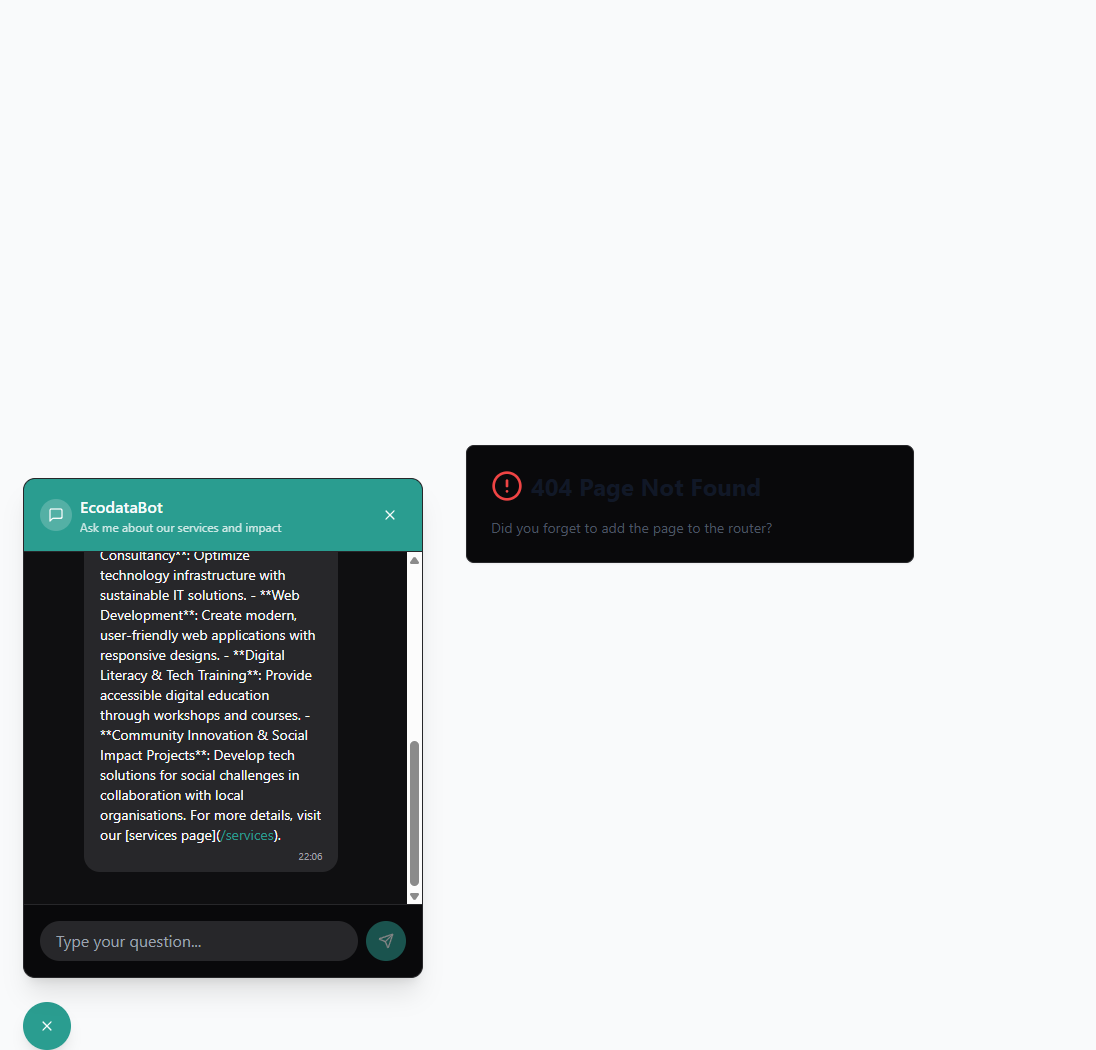 404 Page Not Found
Did you forget to add the page to the router?
EcodataBot
Ask me about our services and impact
Consultancy**: Optimize
technology infrastructure with
sustainable IT solutions. - **Web
Development**: Create modern,
user-friendly web applications with
responsive designs. - **Digital
Literacy & Tech Training**: Provide
accessible digital education
through workshops and courses. -
**Community Innovation & Social
Impact Projects**: Develop tech
solutions for social challenges in
collaboration with local
organisations. For more details, visit
our [services page](/services).
22:06
Type your question...